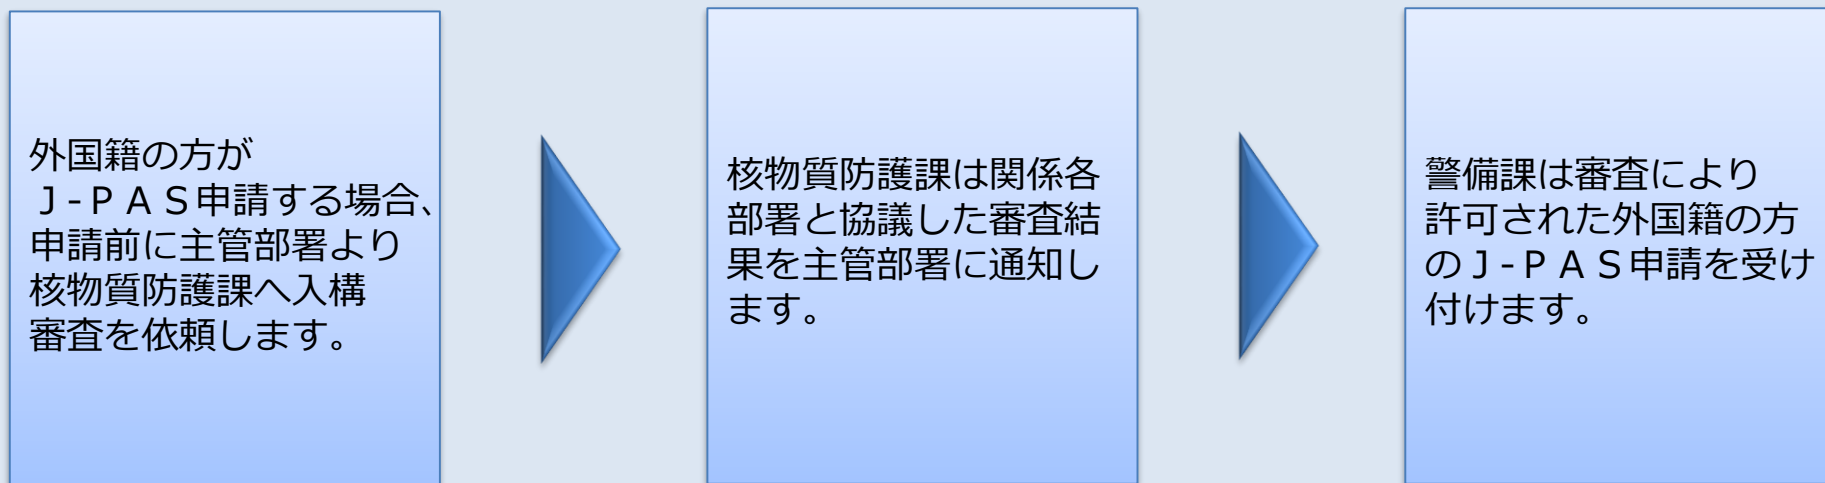 外国籍の方が
Ｊ-ＰＡＳ申請する場合、
申請前に主管部署より
核物質防護課へ入構
審査を依頼します。
核物質防護課は関係各
部署と協議した審査結
果を主管部署に通知し
ます。
警備課は審査により
許可された外国籍の方
のＪ-ＰＡＳ申請を受け
付けます。